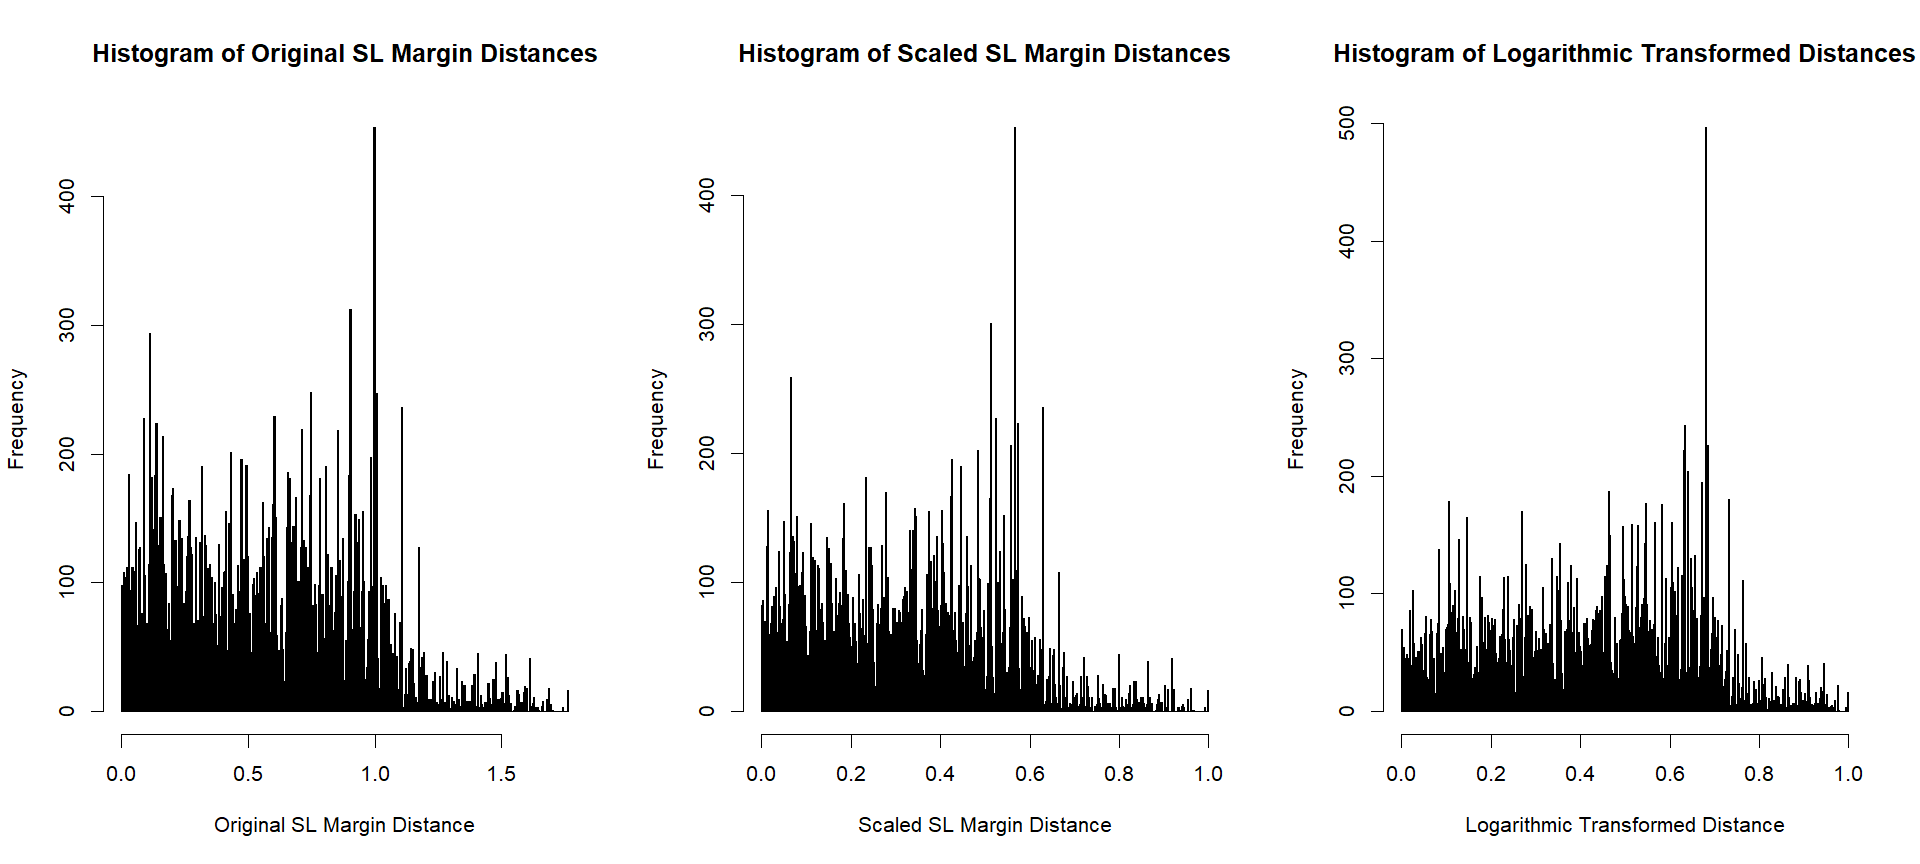 Histogram of Original SL Margin Distances
Frequency
400
300
200
100
0
0.0 0.5 1.0 1.5
Original SL Margin Distance
Histogram of Scaled SL Margin Distances
Frequency
400
300
200
100
0
0.0 0.2 0.4 0.6 0.8 1.0
Scaled SL Margin Distance
Histogram of Logarithmic Transformed Distances
Frequency
500
400
300
200
100
0
0.0 0.2 0.4 0.6 0.8 1.0
Logarithmic Transformed Distance